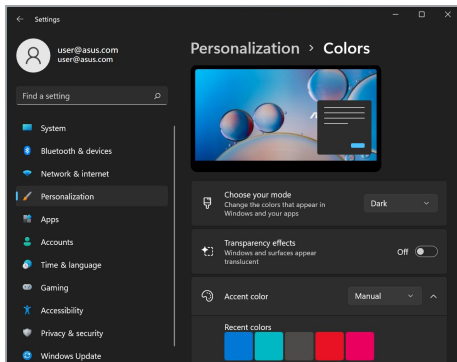 Settings
user@asus.com
user@asus.com
Find a setting
System
Bluetooth & devices
Network & internet
Personalization
Apps
Accounts
Time & language
Gaming
Accessibility
Privacy & security
Windows Update
Personalization > Colors
Choose your mode
Change the colors that appear in
Windows and your apps
Dark
Transparency effects
Windows and surfaces appear
translucent
Off
Accent color
Manual
Recent colors